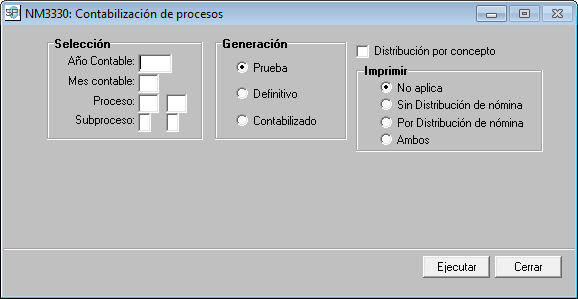 NM3330: Contabilización de procesos
Selección
Año Contable:
Mes contable:
Proceso:
Subproceso:
Generación
Prueba
Definitivo
Contabilizado
Distribución por concepto
Imprimir
No aplica
Sin Distribución de nómina
Por Distribución de nómina
Ambos
Ejecutar
Cerrar